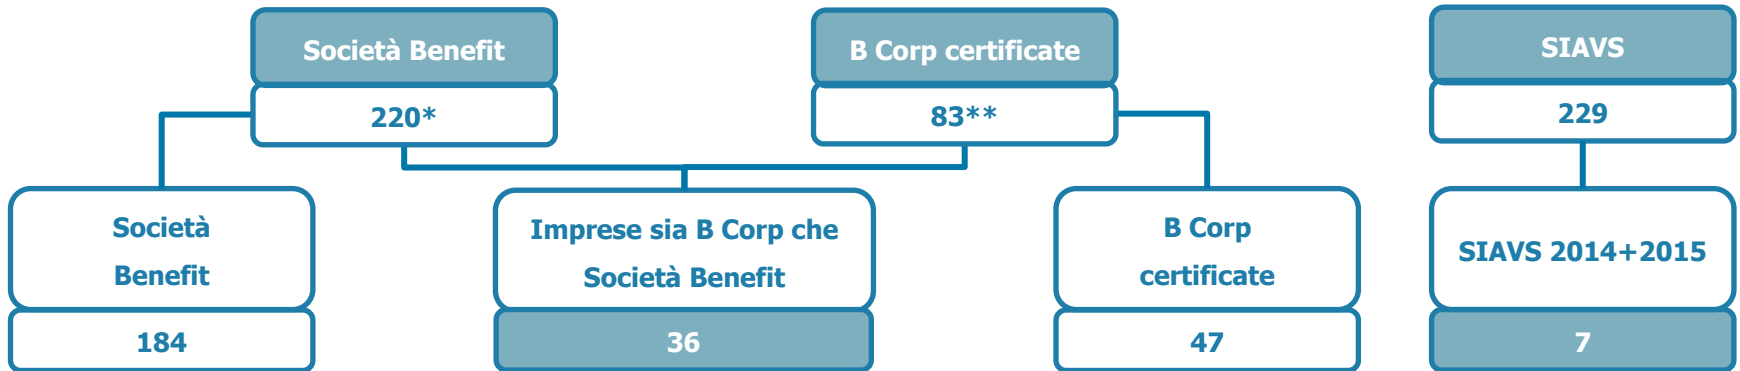 Società Benefit
220*
B Corp certificate
83**
SIAVS
229
Società
Benefit
184
Imprese sia B Corp che
Società Benefit
36
B Corp
certificate
47
SIAVS 2014+2015
7